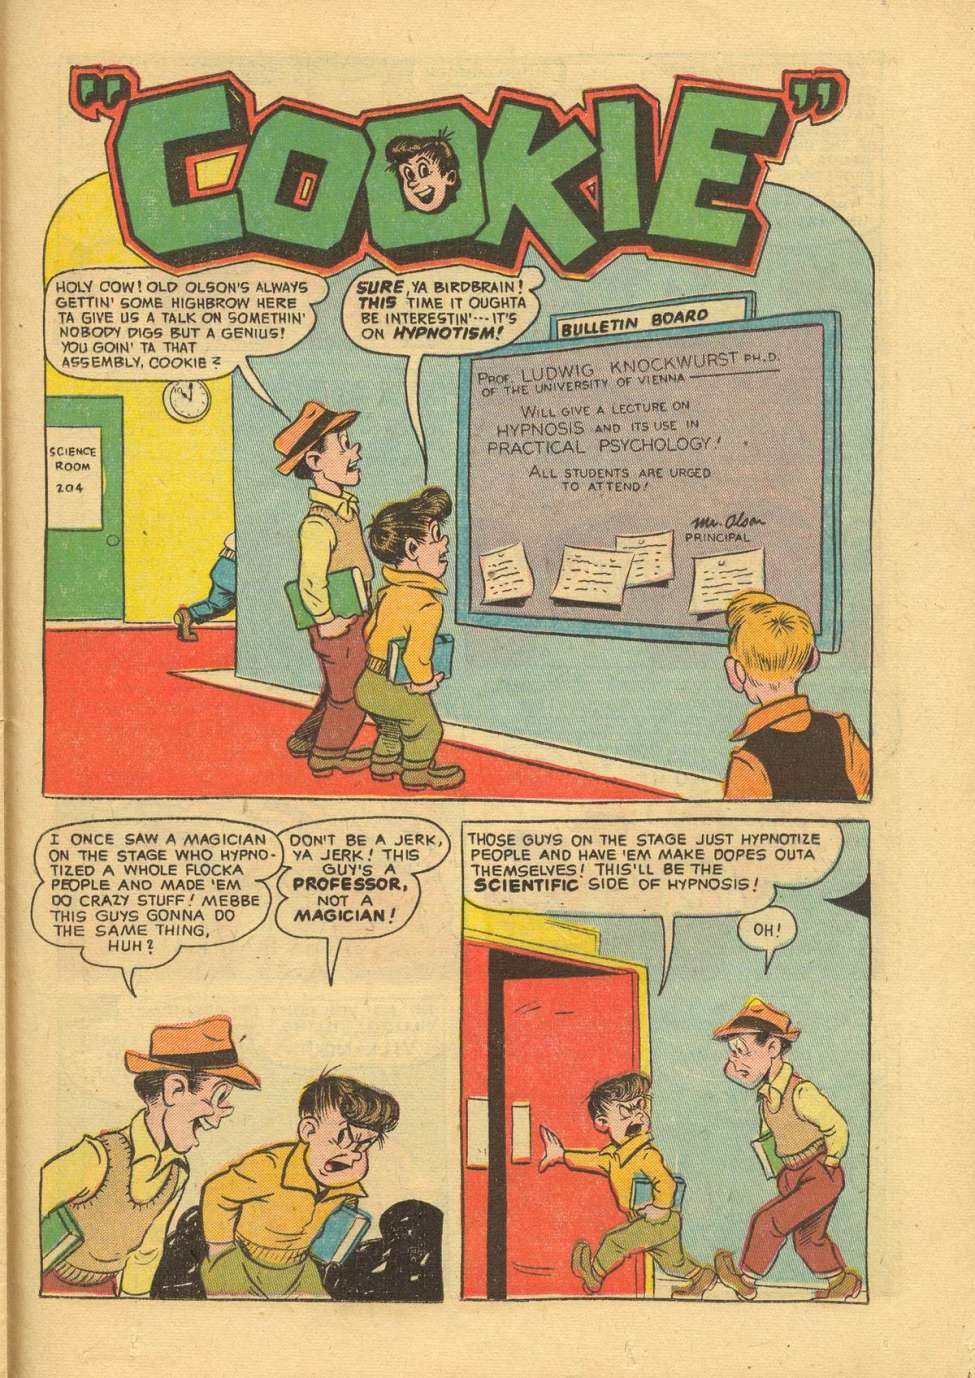 "COOKIE"
HOLY COW! OLD OLSON'S ALWAYS
GETTIN' SOME HIGHBROW HERE
TA GIVE US A TALK ON SOMETHIN'
NOBODY DIGS BUT A GENIUS!
YOU GOIN' TA THAT
ASSEMBLY, COOKIE?
SURE, YA BIRDBRAIN!
THIS TIME IT OUGHTA
BE INTERESTIN'---IT'S
ON HYPNOTISM!
BULLETIN BOARD
PROF. LUDWIG KNOCKWURST PH.D.
OF THE UNIVERSITY OF VIENNA
WILL GIVE A LECTURE ON
HYPNOSIS AND ITS USE IN
PRACTICAL PSYCHOLOGY!
ALL STUDENTS ARE URGED
TO ATTEND!
Mr. Olson
PRINCIPAL
SCIENCE
ROOM
204
I ONCE SAW A MAGICIAN
ON THE STAGE WHO HYPNO-
TIZED A WHOLE FLOCKA
PEOPLE AND MADE 'EM
DO CRAZY STUFF! MEBBE
THIS GUYS GONNA DO
THE SAME THING,
HUH?
DON'T BE A JERK,
YA JERK! THIS
GUY'S A
PROFESSOR,
NOT A
MAGICIAN!
THOSE GUYS ON THE STAGE JUST HYPNOTIZE
PEOPLE AND HAVE 'EM MAKE DOPES OUTA
THEMSELVES! THIS'LL BE THE
SCIENTIFIC SIDE OF HYPNOSIS!
OH!